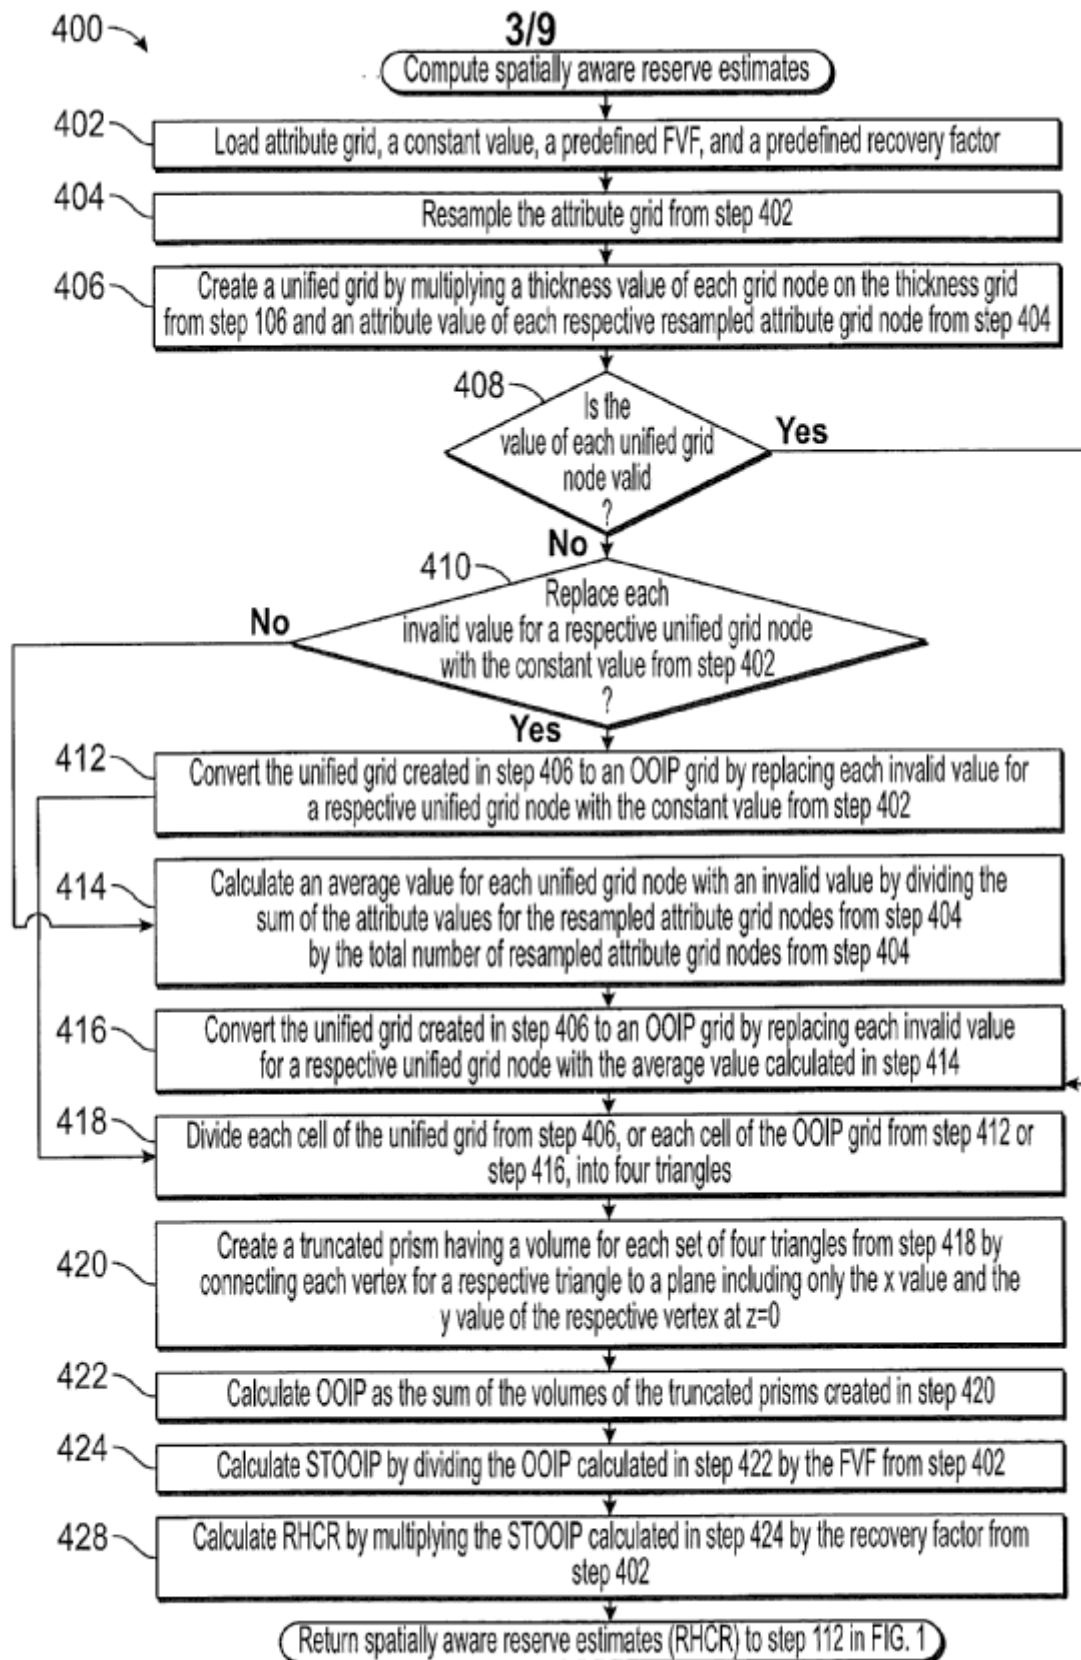 3/9
400
Compute spatially aware reserve estimates
402
Load attribute grid, a constant value, a predefined FVF, and a predefined recovery factor
404
Resample the attribute grid from step 402
406
Create a unified grid by multiplying a thickness value of each grid node on the thickness grid
from step 106 and an attribute value of each respective resampled attribute grid node from step 404
408
Is the
value of each unified grid
node valid
?
Yes
No
410
Replace each
invalid value for a respective unified grid node
with the constant value from step 402
?
No
Yes
412
Convert the unified grid created in step 406 to an OOIP grid by replacing each invalid value for
a respective unified grid node with the constant value from step 402
414
Calculate an average value for each unified grid node with an invalid value by dividing the
sum of the attribute values for the resampled attribute grid nodes from step 404
by the total number of resampled attribute grid nodes from step 404
416
Convert the unified grid created in step 406 to an OOIP grid by replacing each invalid value
for a respective unified grid node with the average value calculated in step 414
418
Divide each cell of the unified grid from step 406, or each cell of the OOIP grid from step 412 or
step 416, into four triangles
420
Create a truncated prism having a volume for each set of four triangles from step 418 by
connecting each vertex for a respective triangle to a plane including only the x value and the
y value of the respective vertex at z=0
422
Calculate OOIP as the sum of the volumes of the truncated prisms created in step 420
424
Calculate STOOIP by dividing the OOIP calculated in step 422 by the FVF from step 402
428
Calculate RHCR by multiplying the STOOIP calculated in step 424 by the recovery factor from
step 402
Return spatially aware reserve estimates (RHCR) to step 112 in FIG. 1